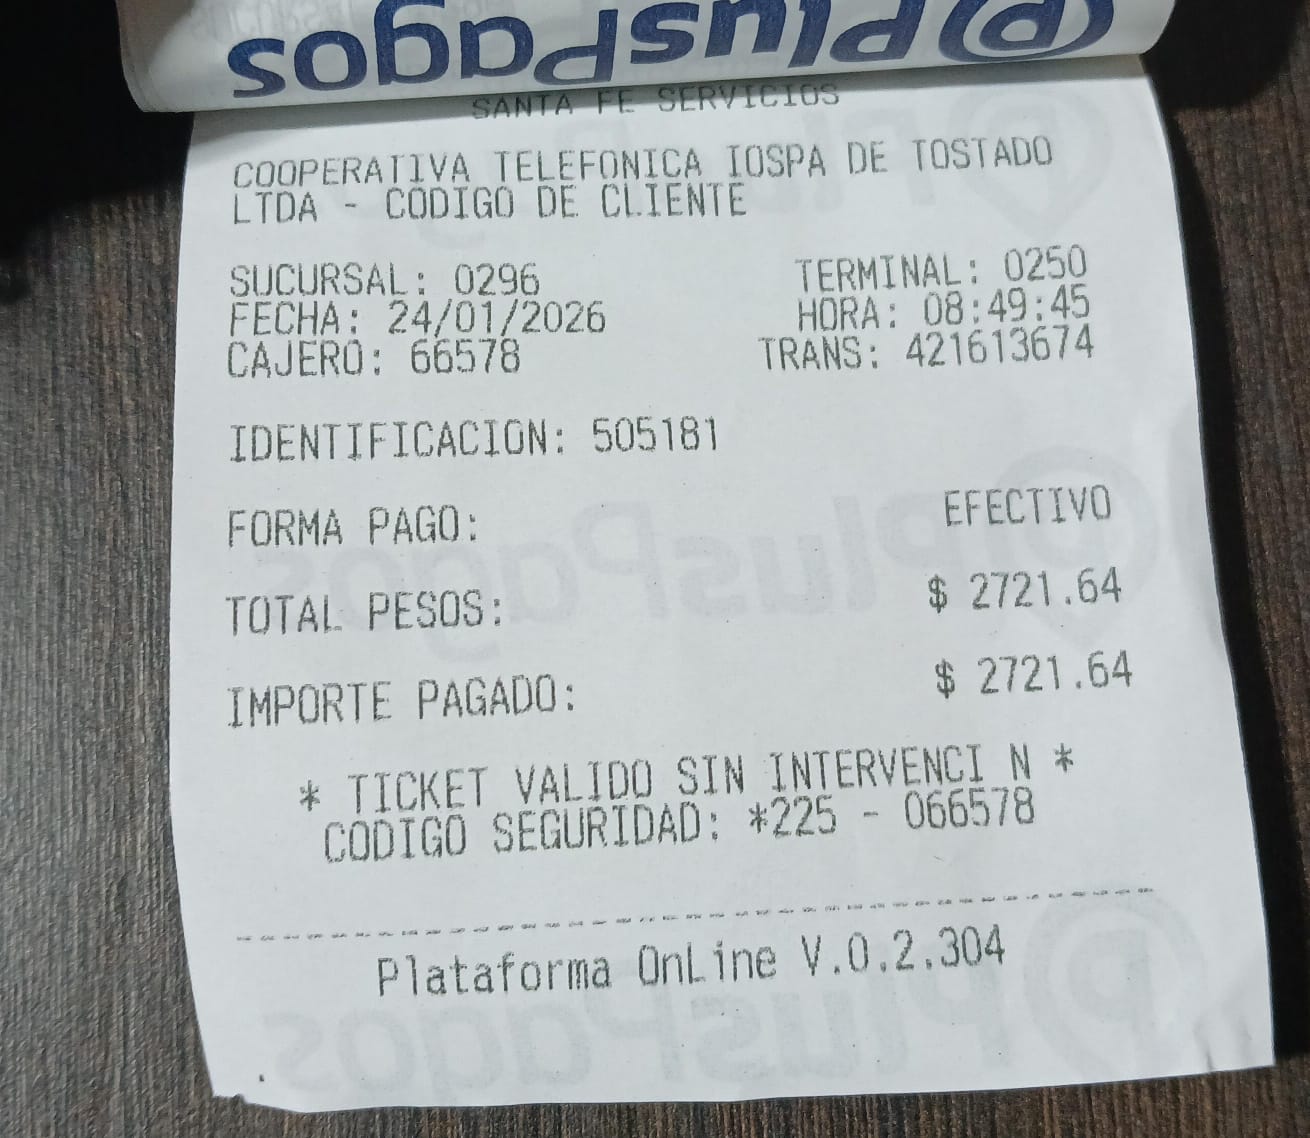 PlusPagos
SANTA FE SERVICIOS
COOPERATIVA TELEFONICA IOSPA DE TOSTADO
LTDA - CODIGO DE CLIENTE
SUCURSAL: 0296 TERMINAL: 0250
FECHA: 24/01/2026 HORA: 08:49:45
CAJERO: 66578 TRANS: 421613674
IDENTIFICACION: 505181
FORMA PAGO: EFECTIVO
TOTAL PESOS: $ 2721.64
IMPORTE PAGADO: $ 2721.64
* TICKET VALIDO SIN INTERVENCI N *
CODIGO SEGURIDAD: *225 - 066578
Plataforma OnLine V.0.2.304